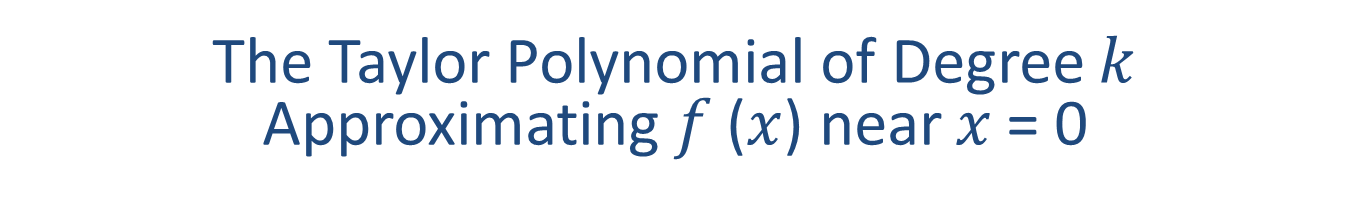 The Taylor Polynomial of Degree k
Approximating f (x) near x = 0